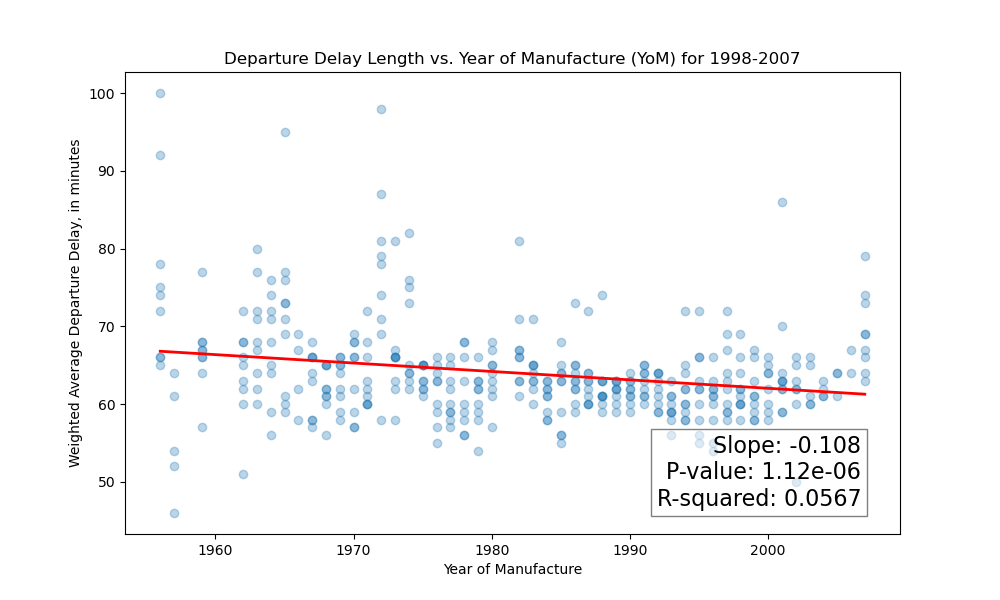 Departure Delay Length vs. Year of Manufacture (YoM) for 1998-2007
Weighted Average Departure Delay, in minutes
100
90
80
70
60
50
Slope: -0.108
P-value: 1.12e-06
R-squared: 0.0567
1960 1970 1980 1990 2000
Year of Manufacture